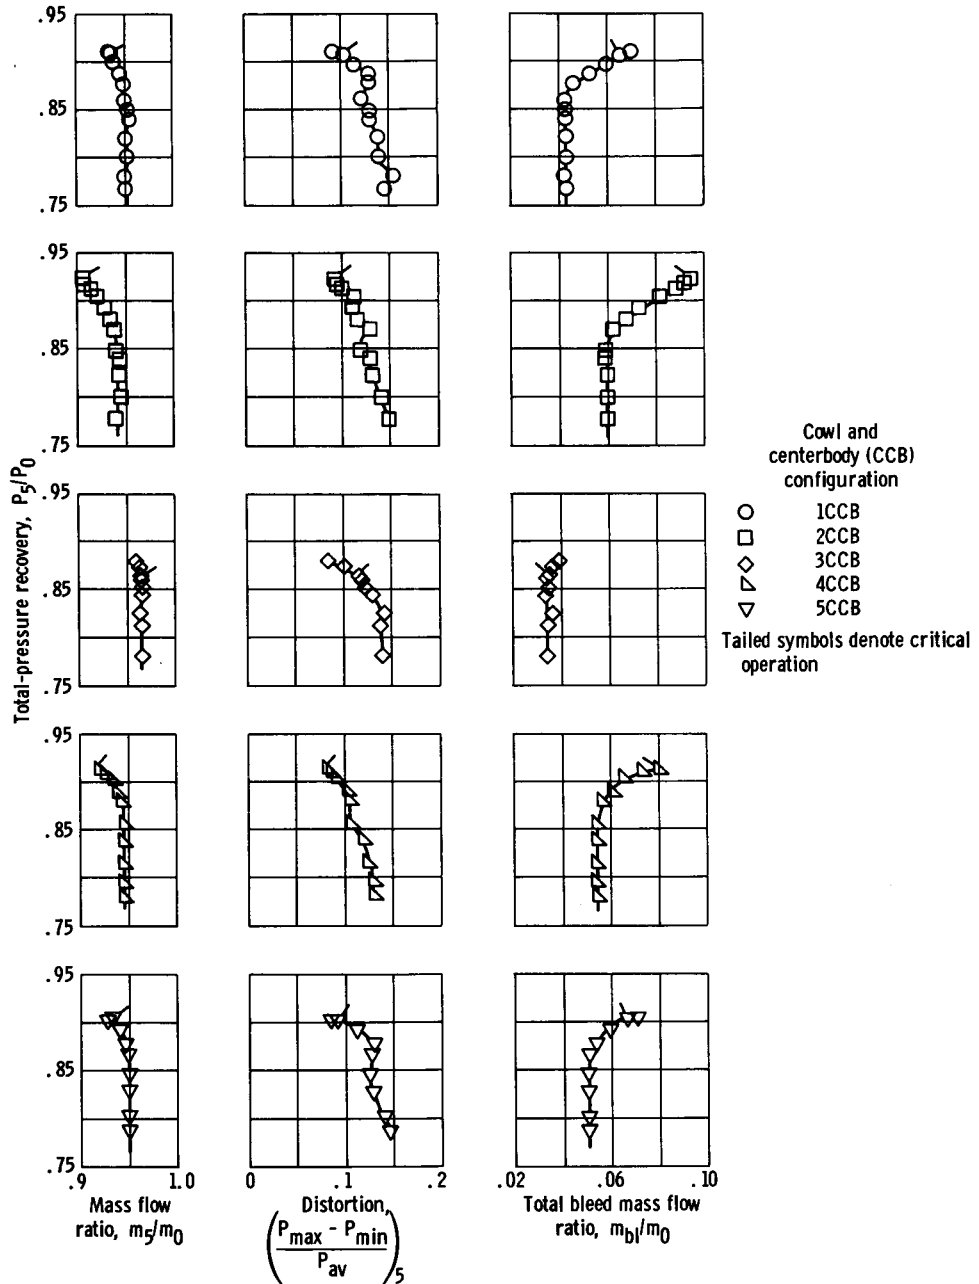 .95
.85
.75
.95
.85
.75
.95
.85
.75
.95
.85
.75
.95
.85
.75
Total-pressure recovery, P5/P0
.9 1.0
0 .1 .2
.02 .06 .10
Mass flow
ratio, m5/m0
Distortion,
(Pmax - Pmin
Pav)5
Total bleed mass flow
ratio, mbl/m0
Cowl and
centerbody (CCB)
configuration
1CCB
2CCB
3CCB
4CCB
5CCB
Tailed symbols denote critical
operation